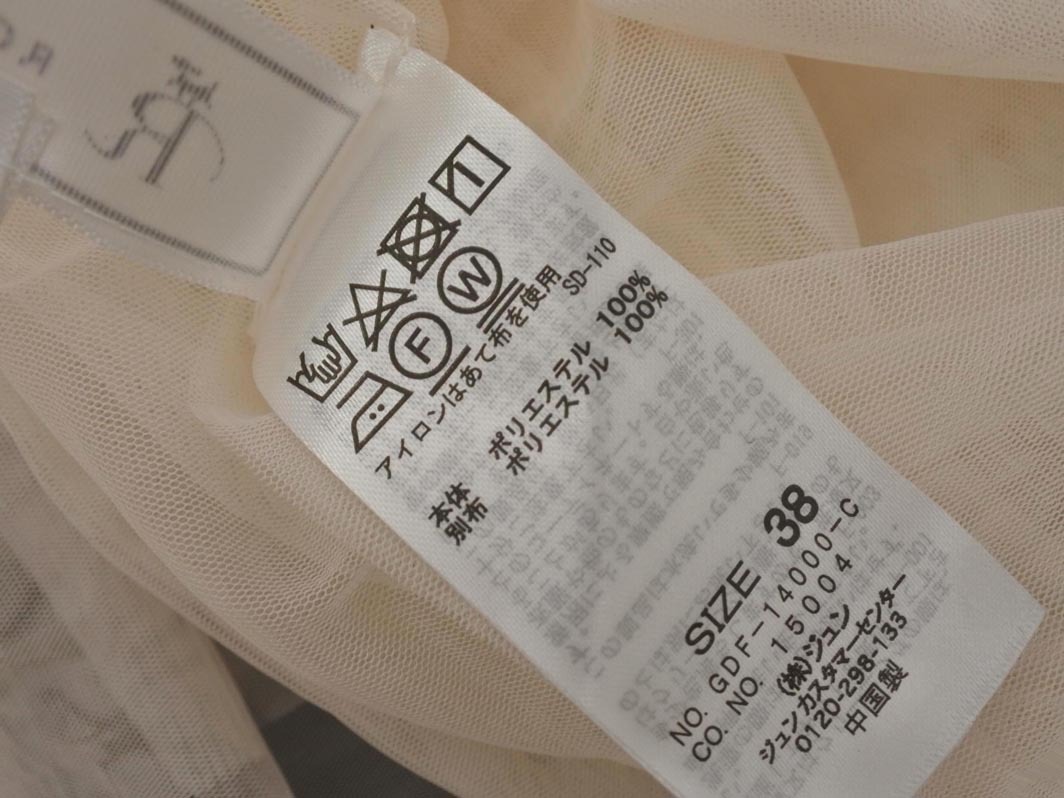 F W
アイロンはあて布を使用
SD-110
本体 ポリエステル 100%
別布 ポリエステル 100%
SIZE 38
NO. GDF-14000-C
CO. NO. 15004
(株)ジュン
ジュンカスタマーセンター
0120-298-133
中国製